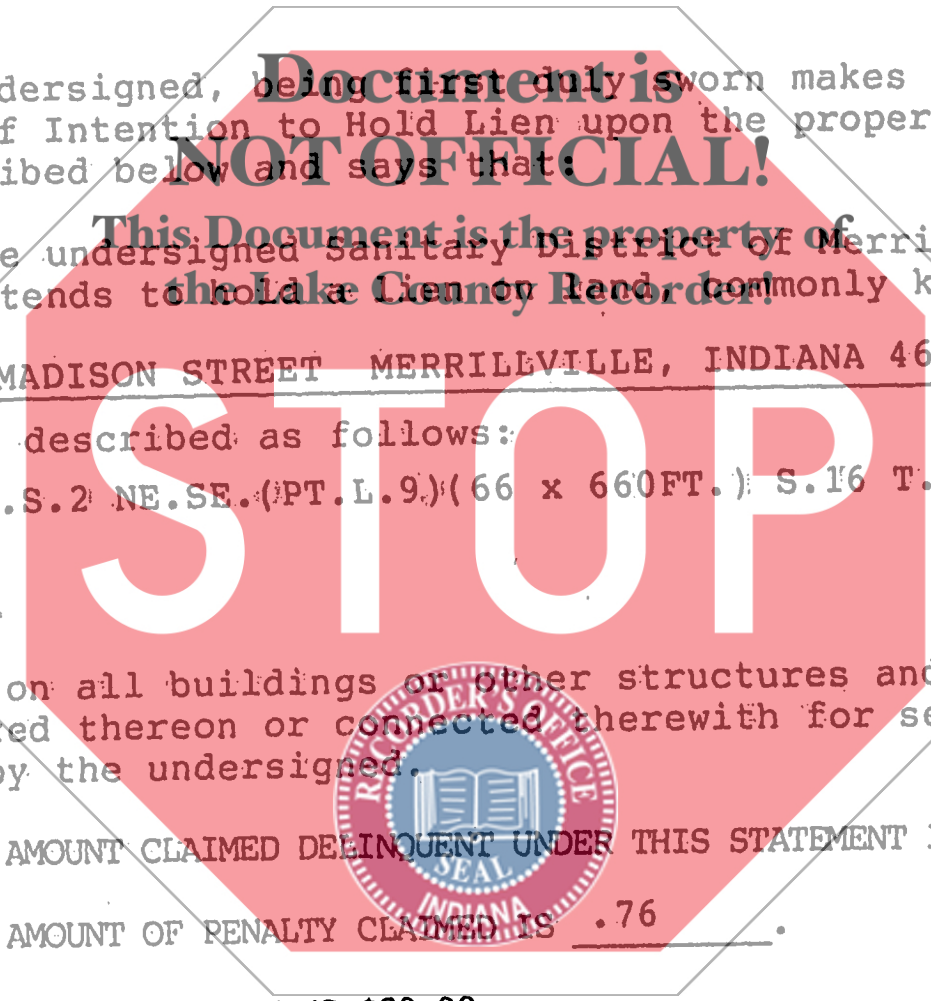 Document is
NOT OFFICIAL!
This Document is the property of
the Lake County Recorder!
dersigned, being first duly sworn makes
f Intention to Hold Lien upon the proper
ibed below and says that:
e undersigned Sanitary District of Merri
tends to hold a Lien on land, commonly k
MADISON STREET MERRILLVILLE, INDIANA 46
described as follows:
.S.2 NE.SE.(PT.L.9.)(66 x 660FT.) S.16 T.
STOP
on all buildings or other structures and
red thereon or connected therewith for se
by the undersigned.
RECORDER'S OFFICE
SEAL
INDIANA
AMOUNT CLAIMED DELINQUENT UNDER THIS STATEMENT
AMOUNT OF PENALTY CLAIMED IS .76 .